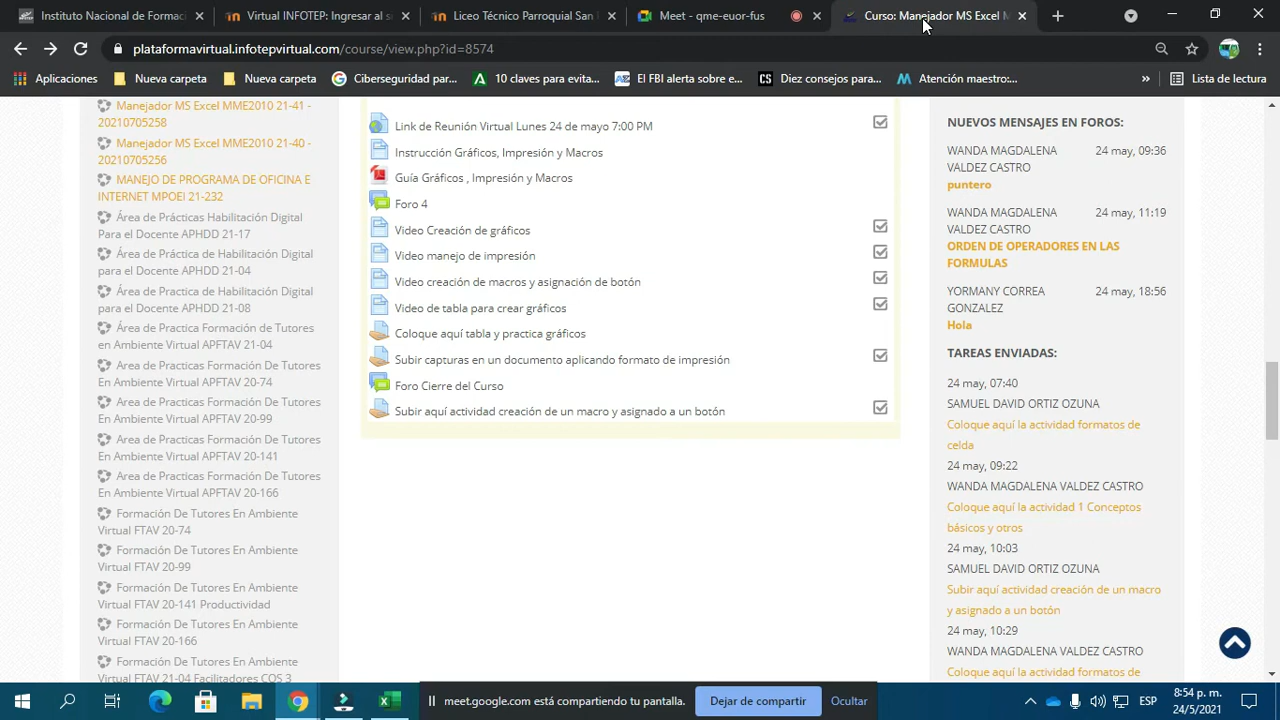 Instituto Nacional de Formaci
Virtual INFOTEP: Ingresar al si
Liceo Técnico Parroquial San
Meet - qme-euor-fus
Curso: Manejador MS Excel M
plataformavirtual.infotepvirtual.com/course/view.php?id=8574
Aplicaciones
Nueva carpeta
Nueva carpeta
Ciberseguridad par...
10 claves para evita...
El FBI alerta sobre e...
CS
Diez consejos para...
Atención maestro:...
»
Lista de lectura
Manejador MS Excel MME2010 21-41 -
20210705258
Manejador MS Excel MME2010 21-40 -
20210705256
MANEJO DE PROGRAMA DE OFICINA E
INTERNET MPOEI 21-232
Área de Prácticas Habilitación Digital
Para el Docente APHDD 21-17
Área de Práctica de Habilitación Digital
para el Docente APHDD 21-04
Área de Practica de Habilitación Digital
para el Docente APHDD 21-08
Área de Practica Formación de Tutores
en Ambiente Virtual APFTAV 21-04
Area de Practicas Formación De Tutores
En Ambiente Virtual APFTAV 20-74
Area de Practicas Formación De Tutores
En Ambiente Virtual APFTAV 20-99
Area de Practicas Formación De Tutores
En Ambiente Virtual APFTAV 20-141
Area de Practicas Formación De Tutores
En Ambiente Virtual APFTAV 20-166
Formación De Tutores En Ambiente
Virtual FTAV 20-74
Formación De Tutores En Ambiente
Virtual FTAV 20-99
Formación De Tutores En Ambiente
Virtual FTAV 20-141 Productividad
Formación De Tutores En Ambiente
Virtual FTAV 20-166
Formación De Tutores En Ambiente
Virtual FTAV 21-04 Facilitadores COS 3
Link de Reunión Virtual Lunes 24 de mayo 7:00 PM
Instrucción Gráficos, Impresión y Macros
Guía Gráficos , Impresión y Macros
Foro 4
Video Creación de gráficos
Video manejo de impresión
Video creación de macros y asignación de botón
Video de tabla para crear gráficos
Coloque aquí tabla y practica gráficos
Subir capturas en un documento aplicando formato de impresión
Foro Cierre del Curso
Subir aquí actividad creación de un macro y asignado a un botón
NUEVOS MENSAJES EN FOROS:
WANDA MAGDALENA 24 may, 09:36
VALDEZ CASTRO
puntero
WANDA MAGDALENA 24 may, 11:19
VALDEZ CASTRO
ORDEN DE OPERADORES EN LAS
FORMULAS
YORMANY CORREA 24 may, 18:56
GONZALEZ
Hola
TAREAS ENVIADAS:
24 may, 07:40
SAMUEL DAVID ORTIZ OZUNA
Coloque aquí la actividad formatos de
celda
24 may, 09:22
WANDA MAGDALENA VALDEZ CASTRO
Coloque aquí la actividad 1 Conceptos
básicos y otros
24 may, 10:03
SAMUEL DAVID ORTIZ OZUNA
Subir aquí actividad creación de un macro
y asignado a un botón
24 may, 10:29
WANDA MAGDALENA VALDEZ CASTRO
Coloque aquí la actividad formatos de
meet.google.com está compartiendo tu pantalla.
Dejar de compartir
Ocultar
ESP
8:54 p. m.
24/5/2021